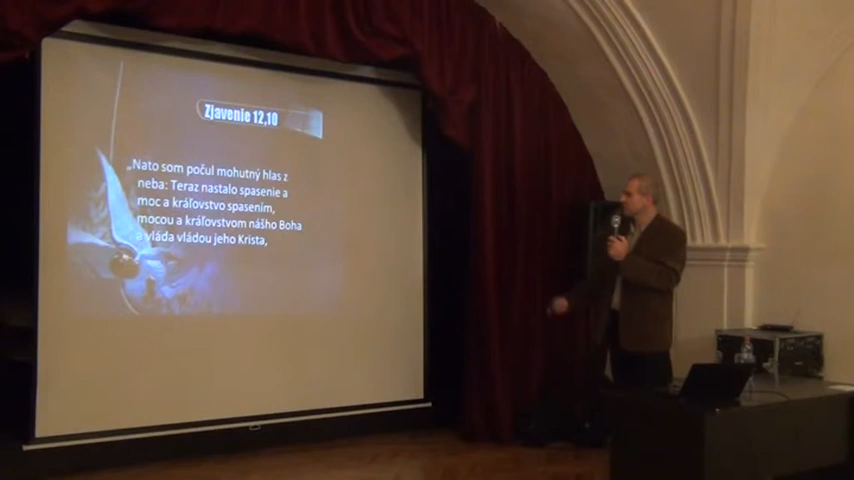 Zjavenie 12,10
„Nato som počul mohutný hlas z
neba: Teraz nastalo spasenie a
moc a kráľovstvo spasením,
mocou a kráľovstvom nášho Boha
a vláda vládou jeho Krista,